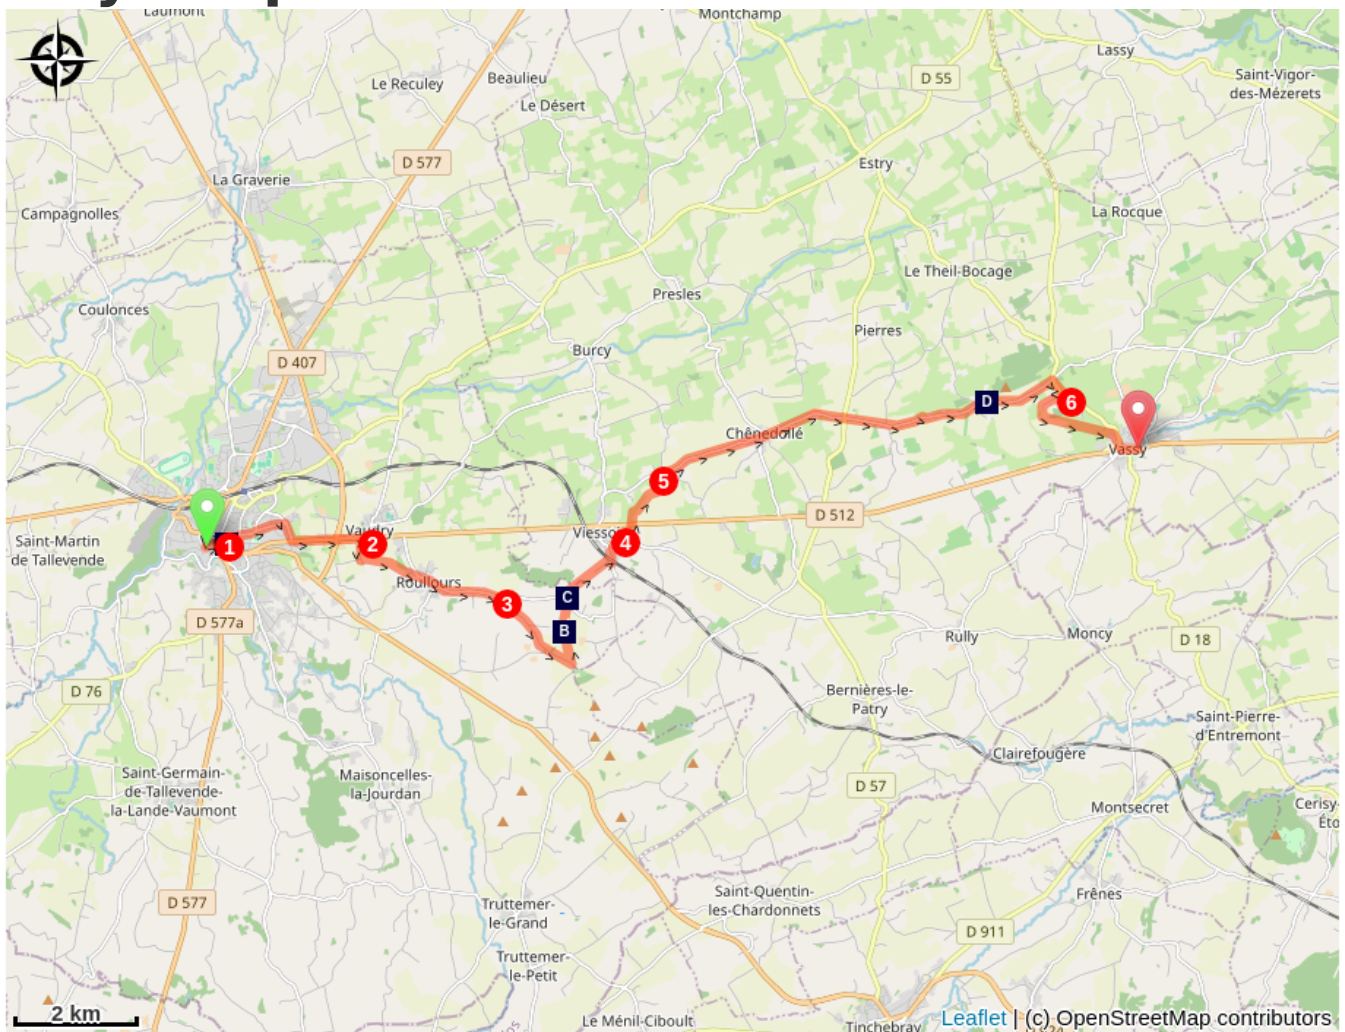 Laumont
Montchamp
Lassy
Le Reculey
Beaulieu
D 55
Saint-Vigor-
des-Mézerets
Le Désert
D 577
Estry
La Graverie
Campagnolles
La Rocque
Le Theil-Bocage
Presles
Coulonces
Pierres
Burcy
D 407
D
6
Chênedollé
Vassy
5
D 512
Saint-Martin
de Tallevende
1
Vaudry
2
4
Roullours
C
3
B
D 577a
Rully
Moncy
D 18
D 76
Bernières-le-
Patry
Saint-Pierre-
d'Entremont
Clairefougère
Saint-Germain-
de-Tallevende-
la-Lande-Vaumont
Maisoncelles-
la-Jourdan
D 57
Montsecret
Cerisy-
Saint-Quentin-
les-Chardonnets
Frênes
D 577
Truttemer-
le-Grand
D 911
Truttemer-
le-Petit
2 km
Le Ménil-Ciboult
Tinchebray
Leaflet | (c) OpenStreetMap contributors